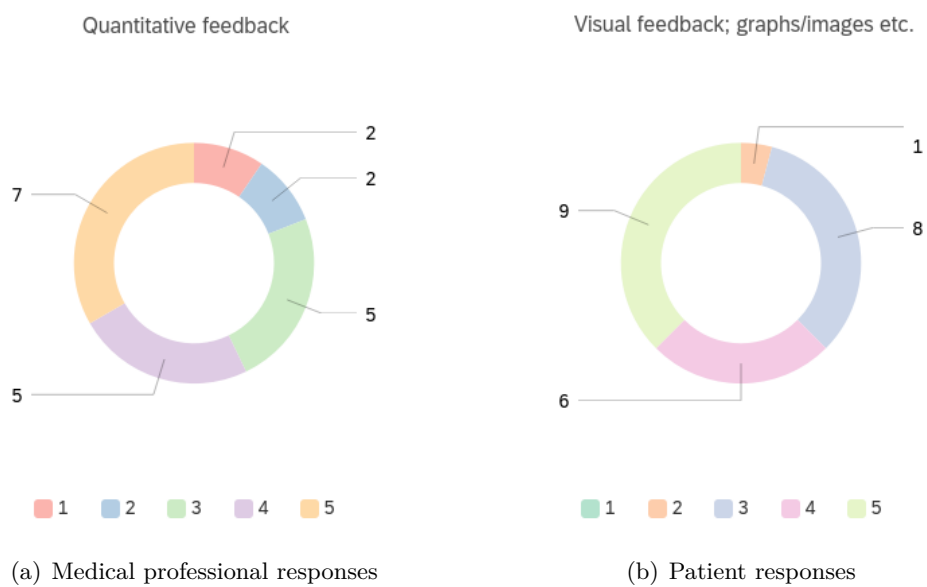 Quantitative feedback
2
2
7
5
5
1 2 3 4 5
(a) Medical professional responses
Visual feedback; graphs/images etc.
1
9
8
6
1 2 3 4 5
(b) Patient responses